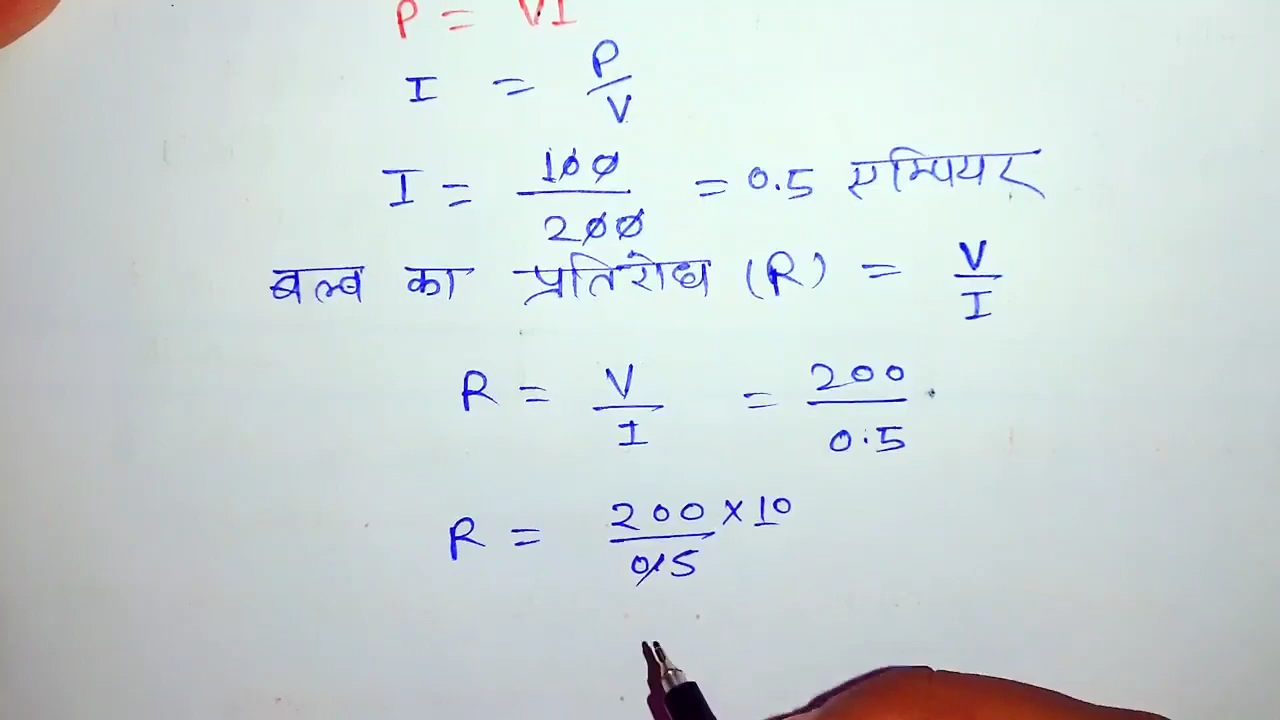 P = VI
I = P/V
I = 100/200 = 0.5 एम्पियर
बल्ब का प्रतिरोध (R) = V/I
R = V/I = 200/0.5
R = 200×10/0.5